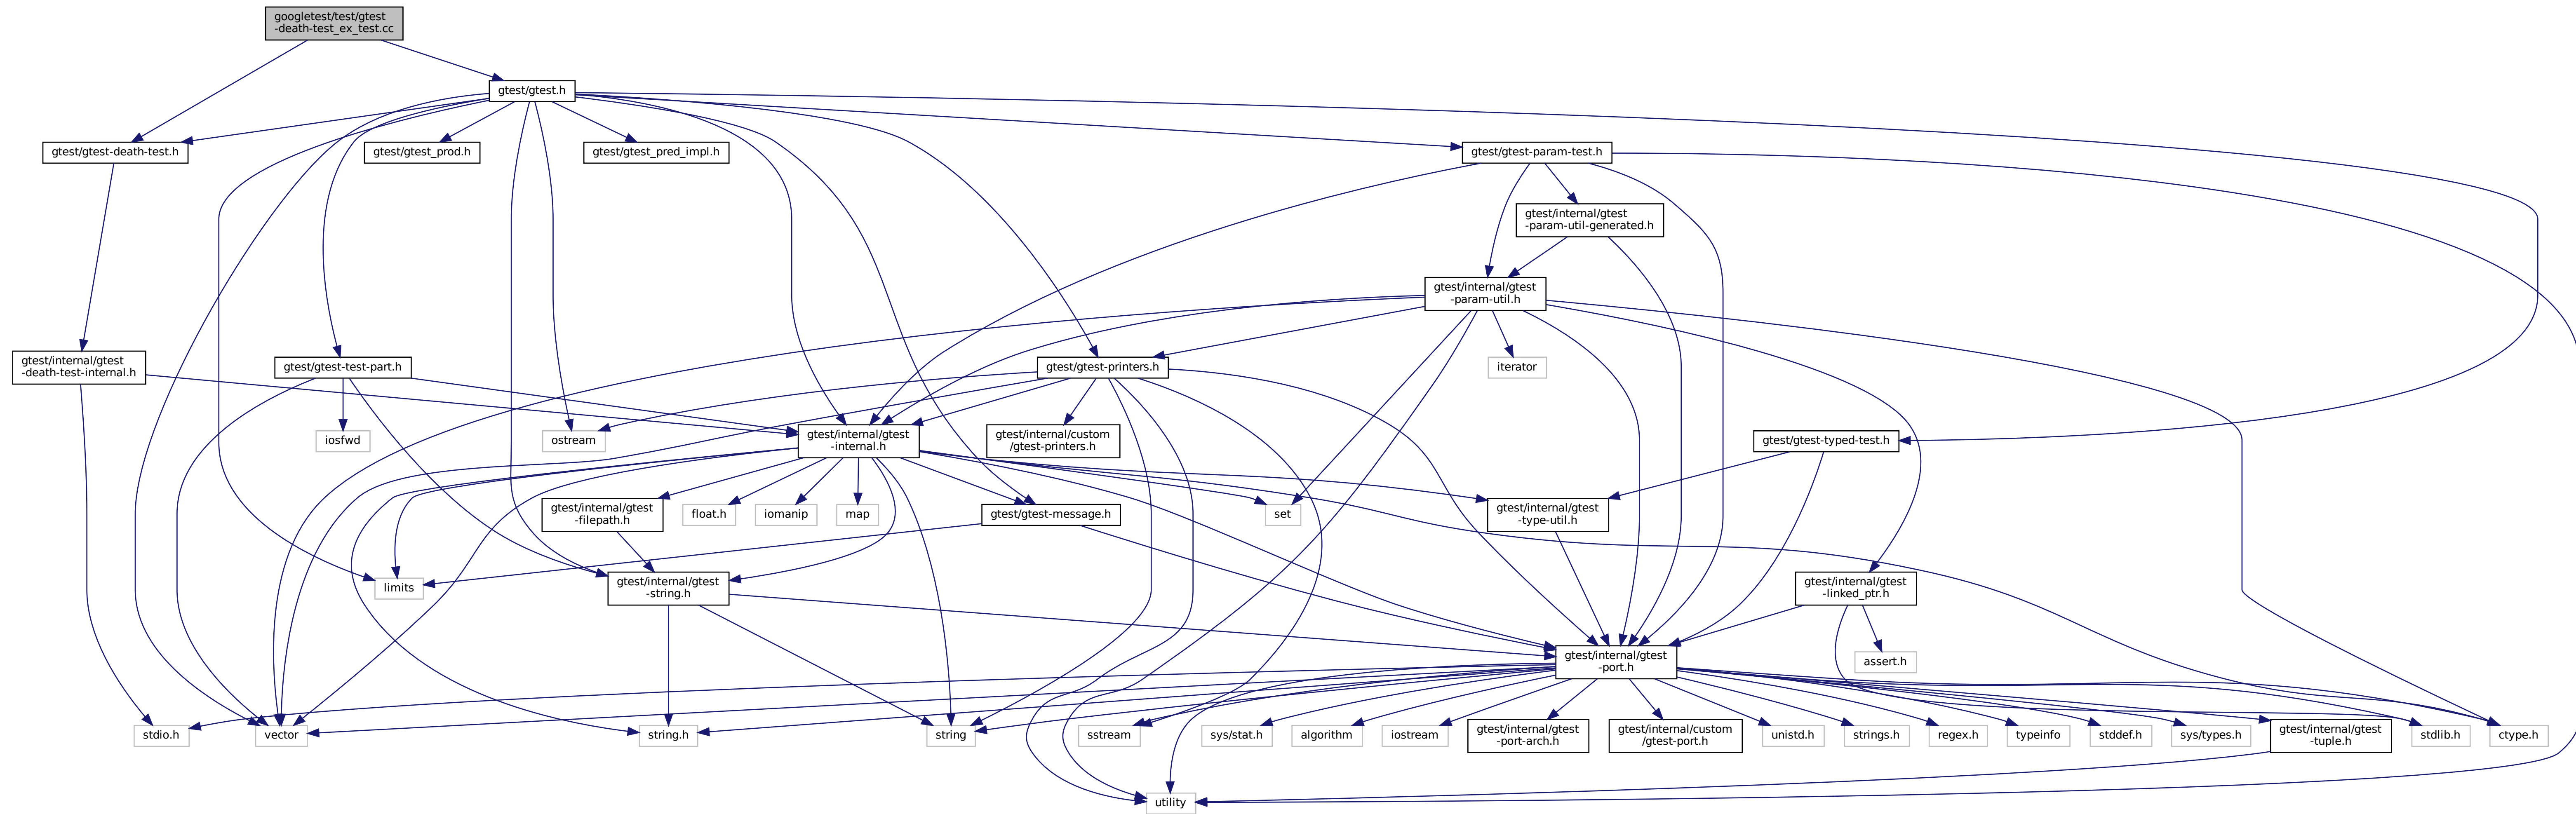 googletest/test/gtest
-death-test_ex_test.cc
gtest/gtest.h
gtest/gtest-death-test.h
gtest/gtest_prod.h
gtest/gtest_pred_impl.h
gtest/gtest-param-test.h
gtest/internal/gtest
-param-util-generated.h
gtest/internal/gtest
-param-util.h
gtest/internal/gtest
-death-test-internal.h
gtest/gtest-test-part.h
gtest/gtest-printers.h
iterator
iosfwd
ostream
gtest/internal/gtest
-internal.h
gtest/internal/custom
/gtest-printers.h
gtest/gtest-typed-test.h
gtest/internal/gtest
-filepath.h
float.h
iomanip
map
gtest/gtest-message.h
set
gtest/internal/gtest
-type-util.h
limits
gtest/internal/gtest
-string.h
gtest/internal/gtest
-linked_ptr.h
gtest/internal/gtest
-port.h
assert.h
stdio.h
vector
string.h
string
sstream
sys/stat.h
algorithm
iostream
gtest/internal/gtest
-port-arch.h
gtest/internal/custom
/gtest-port.h
unistd.h
strings.h
regex.h
typeinfo
stddef.h
sys/types.h
gtest/internal/gtest
-tuple.h
stdlib.h
ctype.h
utility